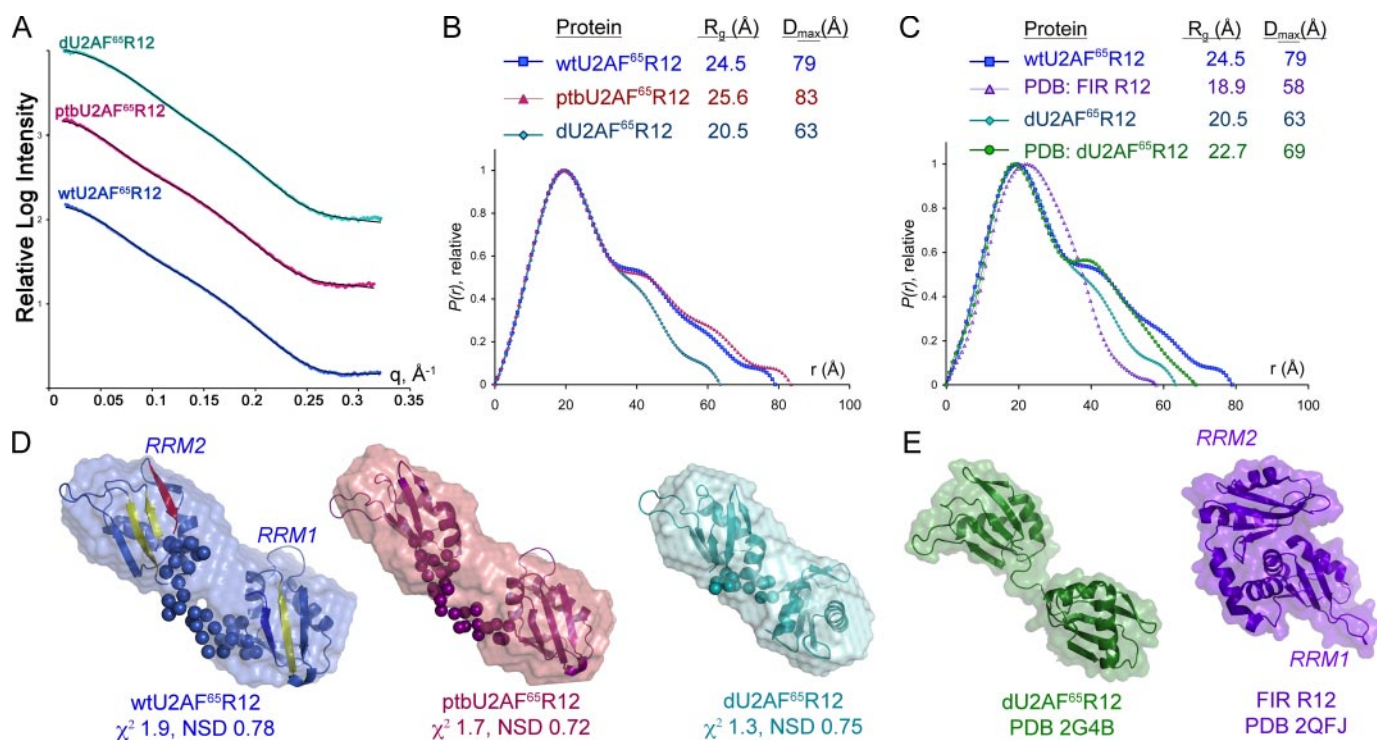 A
dU2AF⁶⁵R12
ptbU2AF⁶⁵R12
wtU2AF⁶⁵R12
Relative Log Intensity
3
2
1
0
0 0.05 0.1 0.15 0.2 0.25 0.3 0.35
q, Å⁻¹
B
Protein Rg (Å) Dmax(Å)
wtU2AF⁶⁵R12 24.5 79
ptbU2AF⁶⁵R12 25.6 83
dU2AF⁶⁵R12 20.5 63
P(r), relative
1
0.8
0.6
0.4
0.2
0
r (Å)
0 20 40 60 80 100
C
Protein Rg (Å) Dmax(Å)
wtU2AF⁶⁵R12 24.5 79
PDB: FIR R12 18.9 58
dU2AF⁶⁵R12 20.5 63
PDB: dU2AF⁶⁵R12 22.7 69
P(r), relative
1
0.8
0.6
0.4
0.2
0
r (Å)
0 20 40 60 80 100
D
RRM2
RRM1
wtU2AF⁶⁵R12
χ² 1.9, NSD 0.78
ptbU2AF⁶⁵R12
χ² 1.7, NSD 0.72
dU2AF⁶⁵R12
χ² 1.3, NSD 0.75
E
RRM2
RRM1
dU2AF⁶⁵R12
PDB 2G4B
FIR R12
PDB 2QFJ